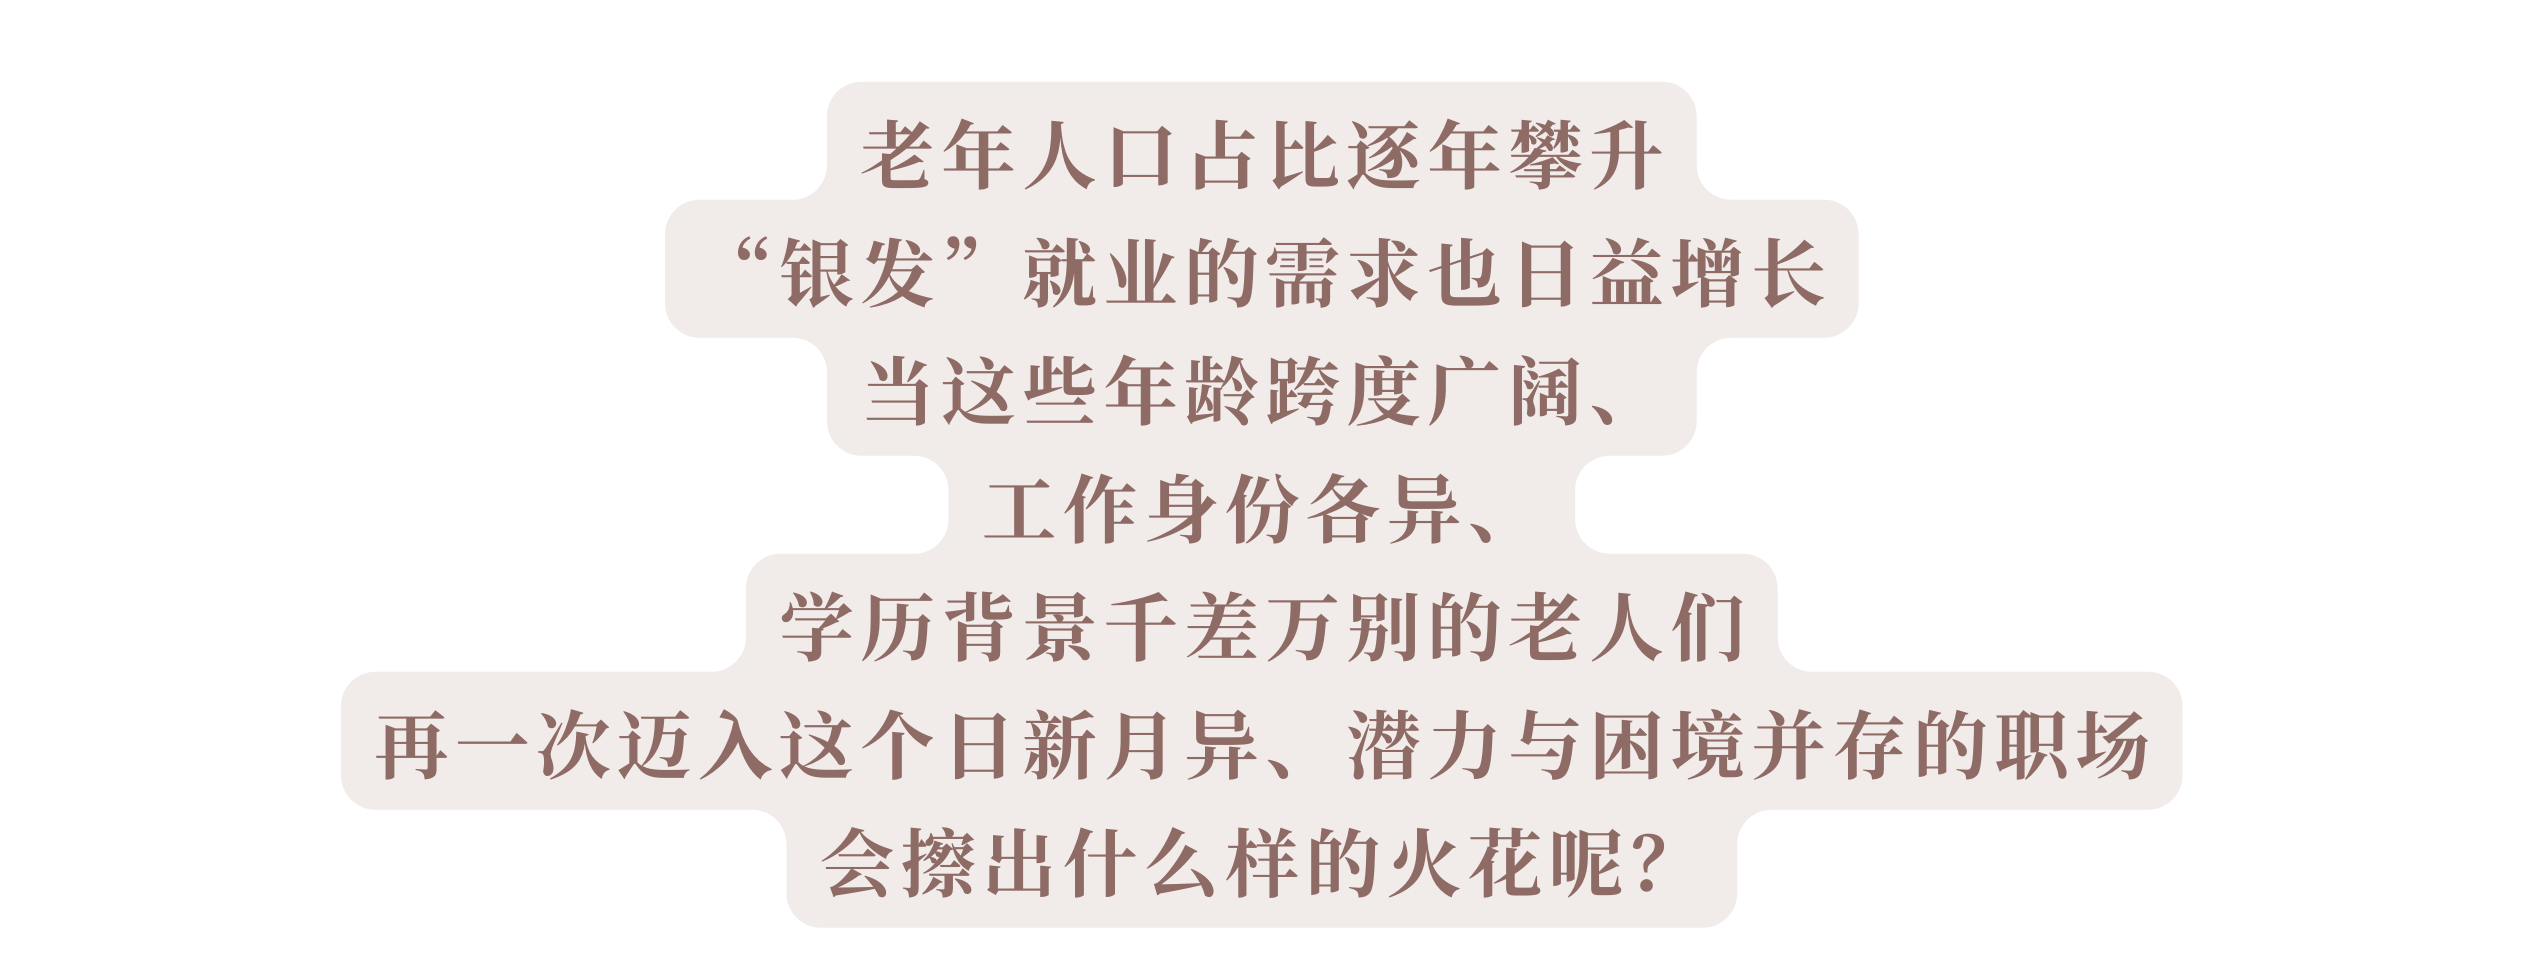 老年人口占比逐年攀升
“银发”就业的需求也日益增长
当这些年龄跨度广阔、
工作身份各异、
学历背景千差万别的老人们
再一次迈入这个日新月异、潜力与困境并存的职场
会擦出什么样的火花呢？